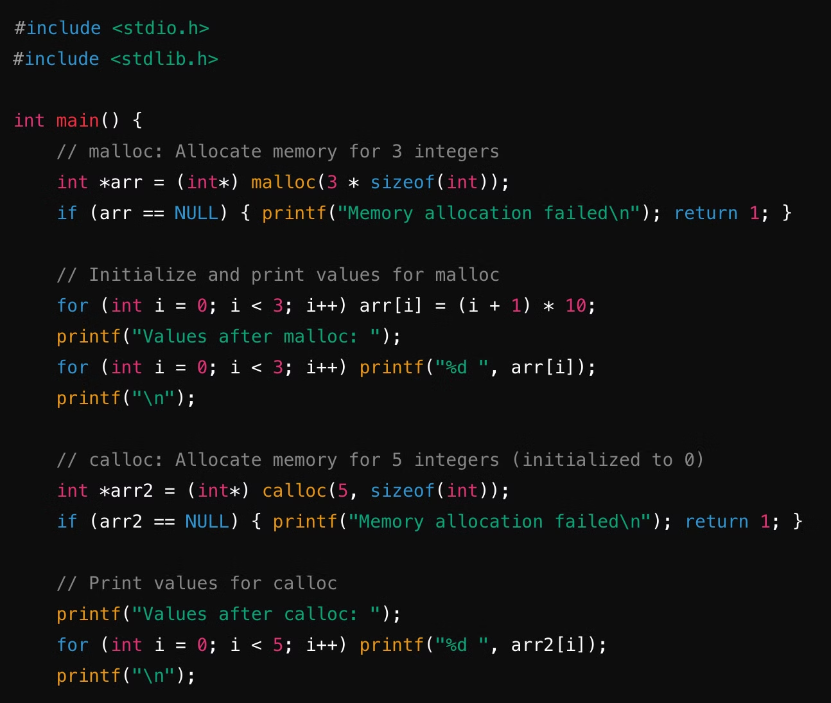 #include <stdio.h>
#include <stdlib.h>

int main() {
    // malloc: Allocate memory for 3 integers
    int *arr = (int*) malloc(3 * sizeof(int));
    if (arr == NULL) { printf("Memory allocation failed\n"); return 1; }

    // Initialize and print values for malloc
    for (int i = 0; i < 3; i++) arr[i] = (i + 1) * 10;
    printf("Values after malloc: ");
    for (int i = 0; i < 3; i++) printf("%d ", arr[i]);
    printf("\n");

    // calloc: Allocate memory for 5 integers (initialized to 0)
    int *arr2 = (int*) calloc(5, sizeof(int));
    if (arr2 == NULL) { printf("Memory allocation failed\n"); return 1; }

    // Print values for calloc
    printf("Values after calloc: ");
    for (int i = 0; i < 5; i++) printf("%d ", arr2[i]);
    printf("\n");